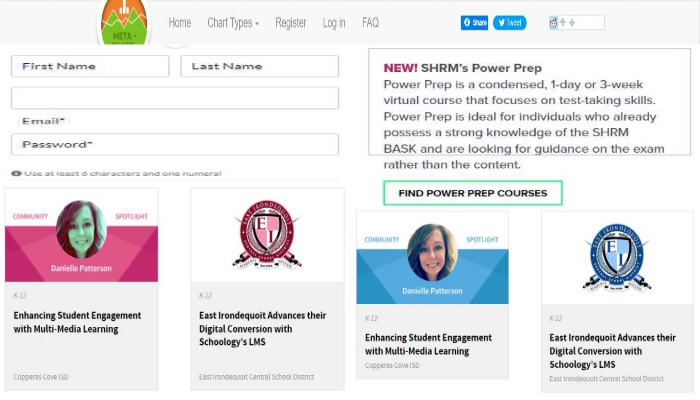 META -
Home
Chart Types
Register
Log in
FAQ
Share
Tweet
First Name
Last Name
Email*
Password*
Use at least 6 characters and one numeral
NEW! SHRM's Power Prep
Power Prep is a condensed, 1-day or 3-week
virtual course that focuses on test-taking skills.
Power Prep is ideal for individuals who already
possess a strong knowledge of the SHRM
BASK and are looking for guidance on the exam
rather than the content.
FIND POWER PREP COURSES
COMMUNITY
SPOTLIGHT
Danielle Patterson
K-12
Enhancing Student Engagement
with Multi-Media Learning
Copperas Cove ISD
EAST IRONDEQUOIT
E I
K-12
East Irondequoit Advances their
Digital Conversion with
Schoology's LMS
East Irondequoit Central School District
COMMUNITY
SPOTLIGHT
Danielle Patterson
K-12
Enhancing Student Engagement
with Multi-Media Learning
Copperas Cove ISD
EAST IRONDEQUOIT
E I
K-12
East Irondequoit Advances their
Digital Conversion with
Schoology's LMS
East Irondequoit Central School District